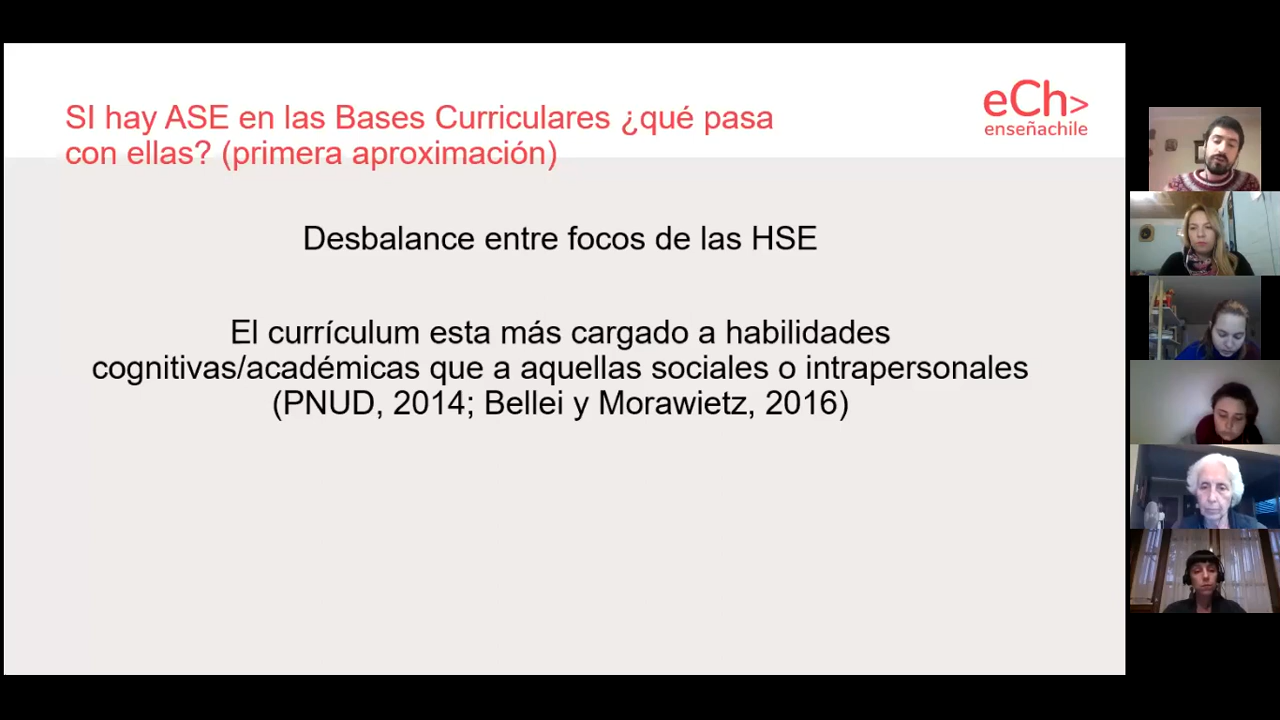 SI hay ASE en las Bases Curriculares ¿qué pasa
con ellas? (primera aproximación)
eCh>
enseñachile
Desbalance entre focos de las HSE
El currículum esta más cargado a habilidades
cognitivas/académicas que a aquellas sociales o intrapersonales
(PNUD, 2014; Bellei y Morawietz, 2016)